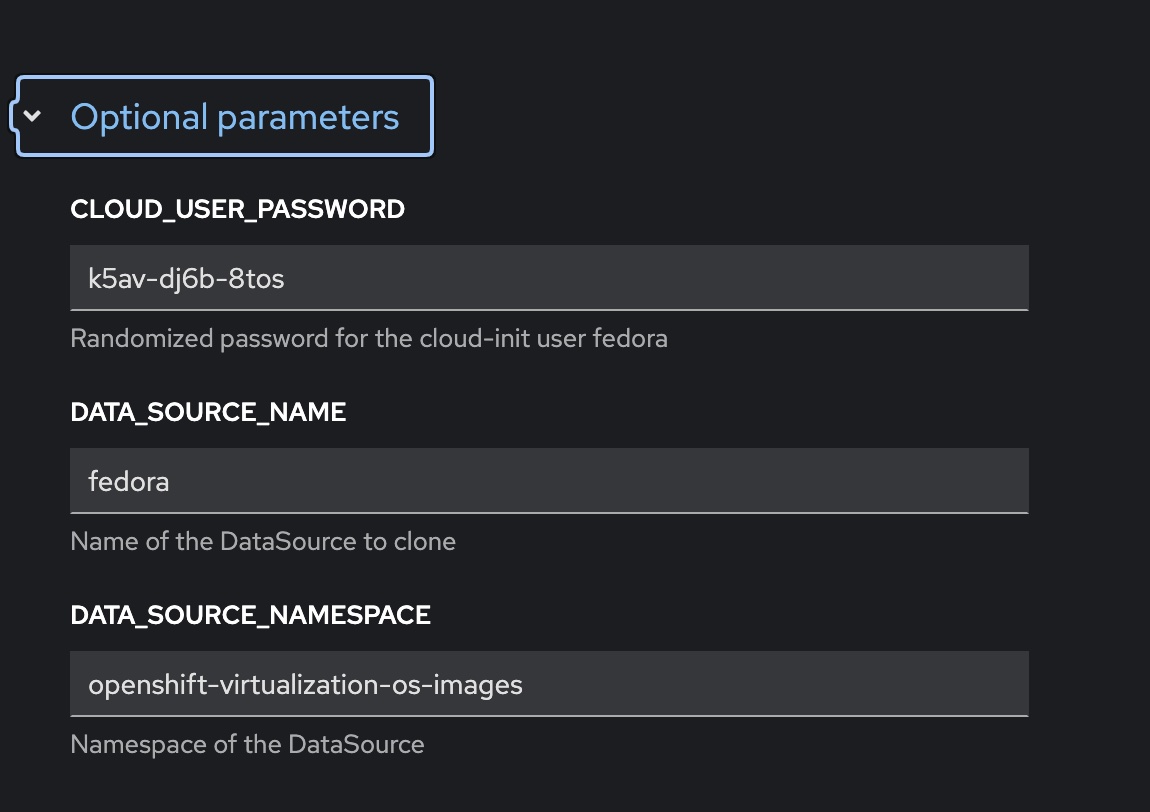 Optional parameters
CLOUD_USER_PASSWORD
k5av-dj6b-8tos
Randomized password for the cloud-init user fedora
DATA_SOURCE_NAME
fedora
Name of the DataSource to clone
DATA_SOURCE_NAMESPACE
openshift-virtualization-os-images
Namespace of the DataSource